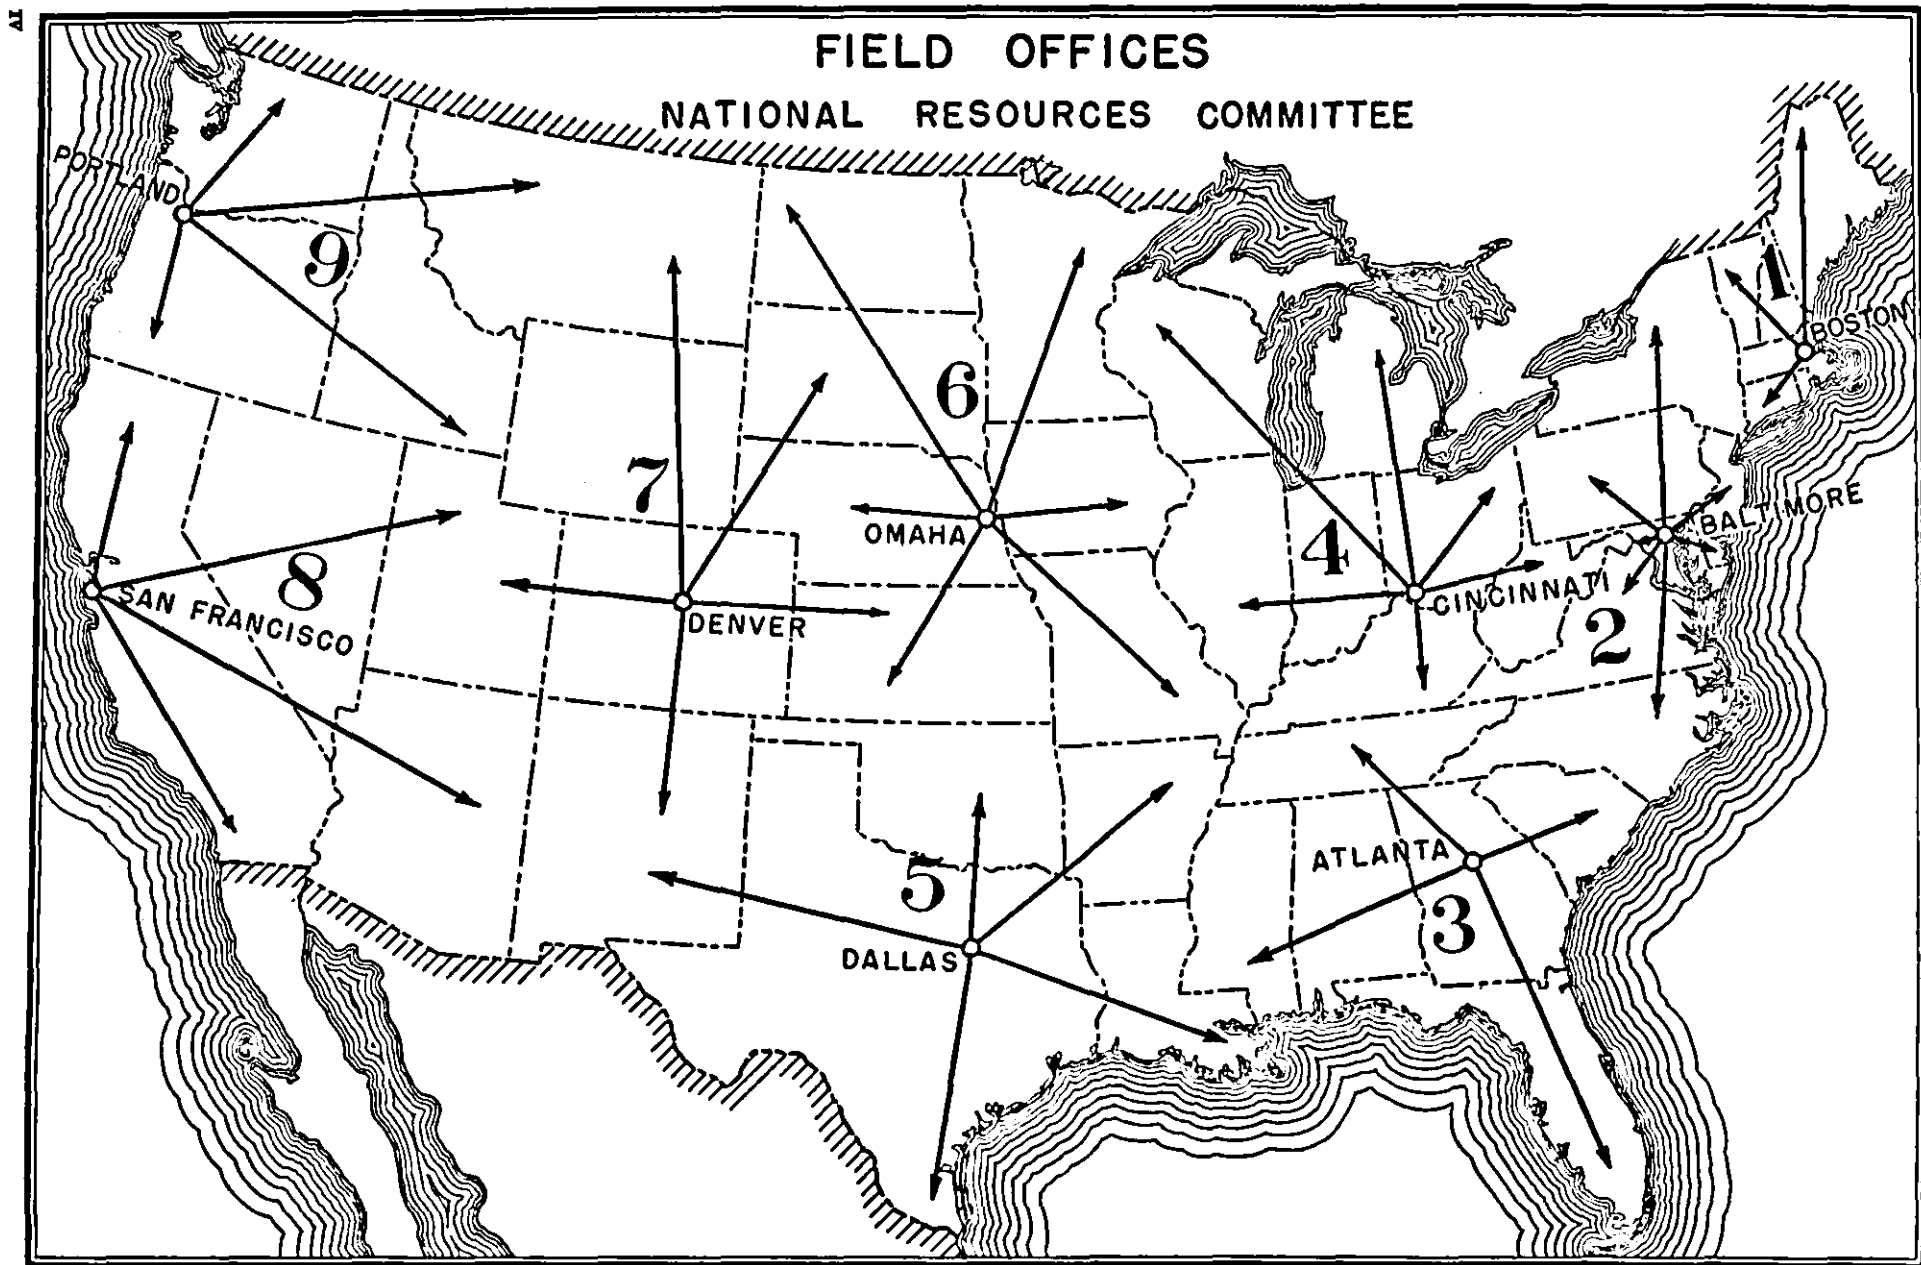 IV
FIELD OFFICES
NATIONAL RESOURCES COMMITTEE
PORTLAND
9
1
BOSTON
6
7
OMAHA
BALTIMORE
4
CINCINNATI
8
SAN FRANCISCO
DENVER
2
ATLANTA
5
3
DALLAS